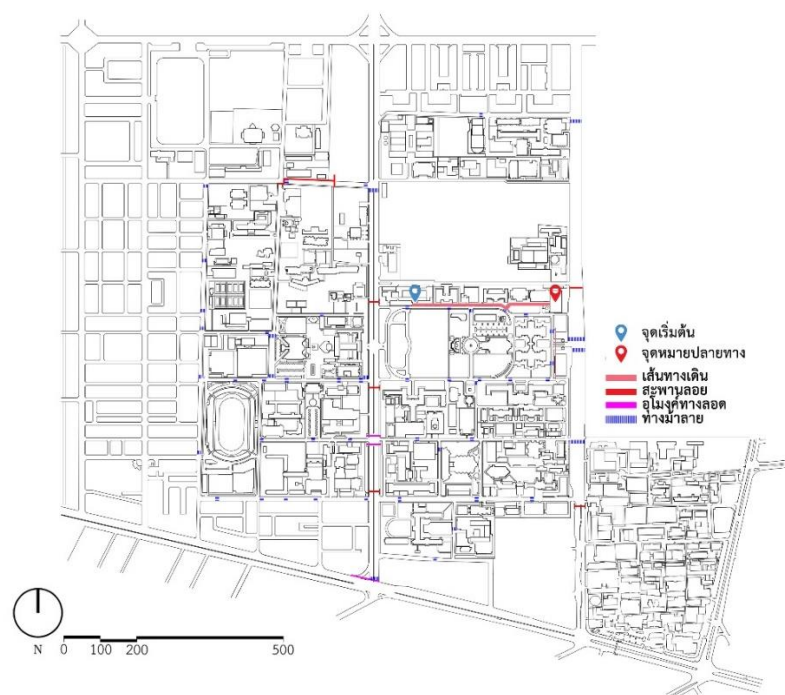 จุดเริ่มต้น
จุดหมายปลายทาง
เส้นทางเดิน
สะพานลอย
อุโมงค์ทางลอด
ทางม้าลาย
N 0 100 200 500